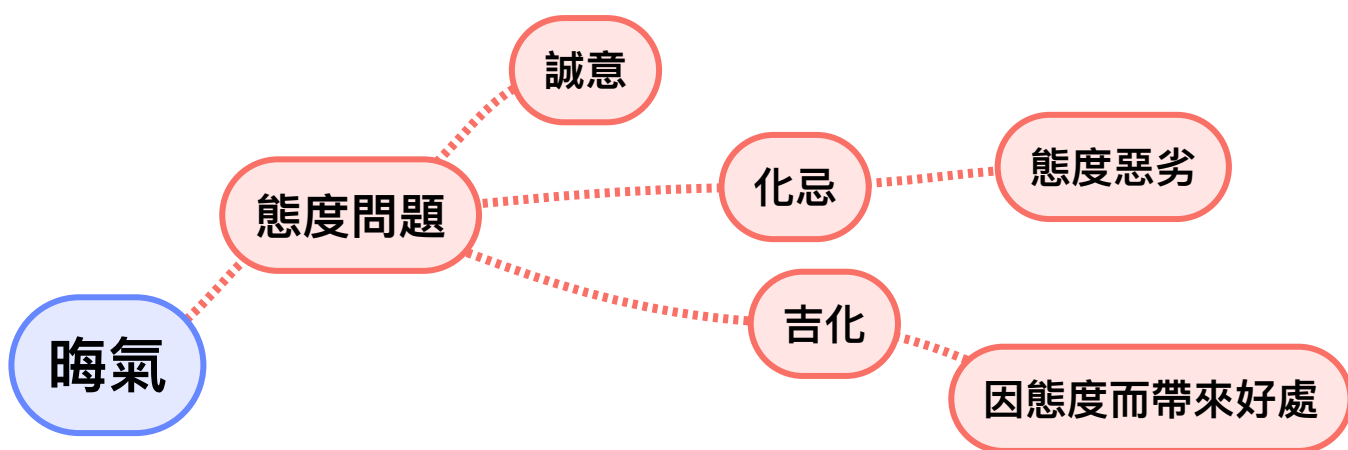 誠意
態度惡劣
化忌
態度問題
吉化
晦氣
因態度而帶來好處